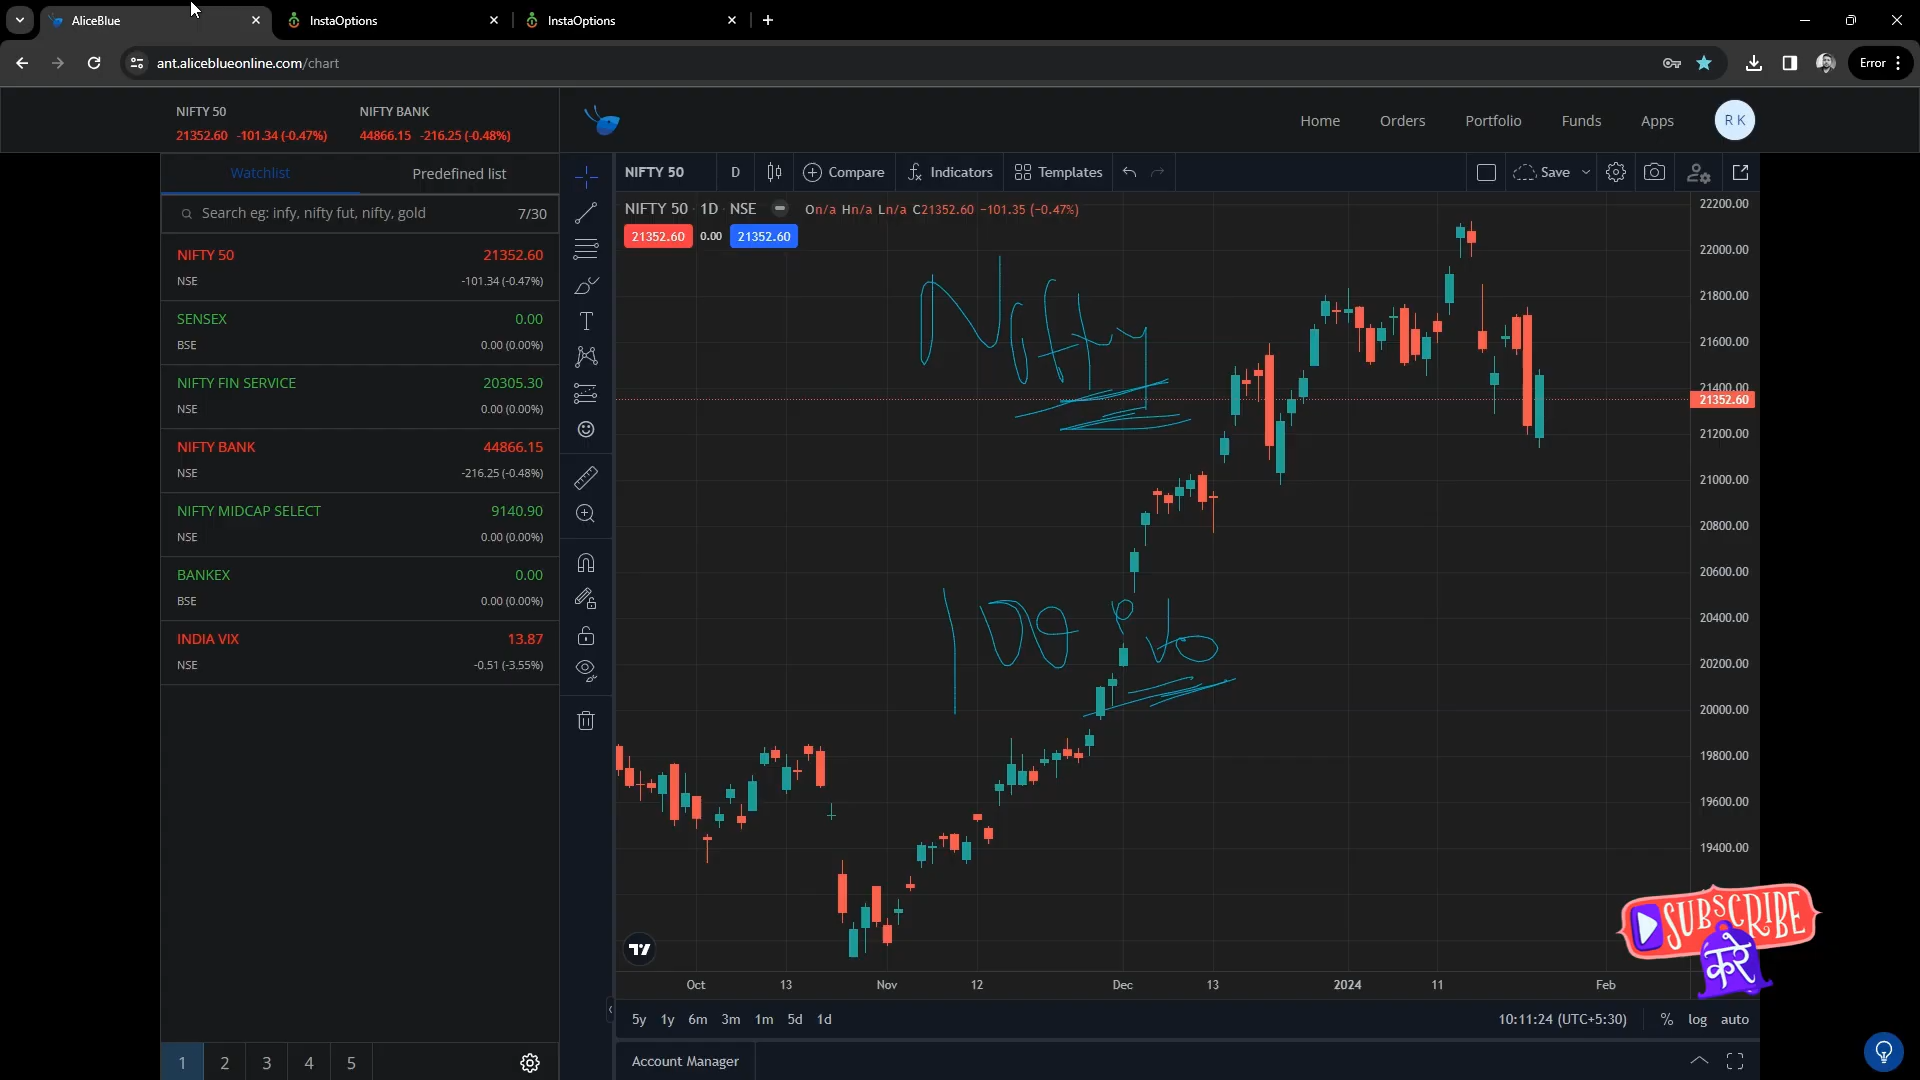 AliceBlue
InstaOptions
InstaOptions
ant.aliceblueonline.com/chart
Error
NIFTY 50
21352.60 -101.34 (-0.47%)
NIFTY BANK
44866.15 -216.25 (-0.48%)
Home
Orders
Portfolio
Funds
Apps
R K
Watchlist
Predefined list
Search eg: infy, nifty fut, nifty, gold
7/30
NIFTY 50 21352.60
NSE -101.34 (-0.47%)
SENSEX 0.00
BSE 0.00 (0.00%)
NIFTY FIN SERVICE 20305.30
NSE 0.00 (0.00%)
NIFTY BANK 44866.15
NSE -216.25 (-0.48%)
NIFTY MIDCAP SELECT 9140.90
NSE 0.00 (0.00%)
BANKEX 0.00
BSE 0.00 (0.00%)
INDIA VIX 13.87
NSE -0.51 (-3.55%)
1 2 3 4 5
NIFTY 50 D Compare Indicators Templates Save
NIFTY 50 · 1D · NSE On/a Hn/a Ln/a C21352.60 -101.35 (-0.47%)
21352.60 0.00 21352.60
Nifty
100
22200.00
22000.00
21800.00
21600.00
21400.00
21352.60
21200.00
21000.00
20800.00
20600.00
20400.00
20200.00
20000.00
19800.00
19600.00
19400.00
SUBSCRIBE
करे
Oct 13 Nov 12 Dec 13 2024 11 Feb
5y 1y 6m 3m 1m 5d 1d
10:11:24 (UTC+5:30) % log auto
Account Manager